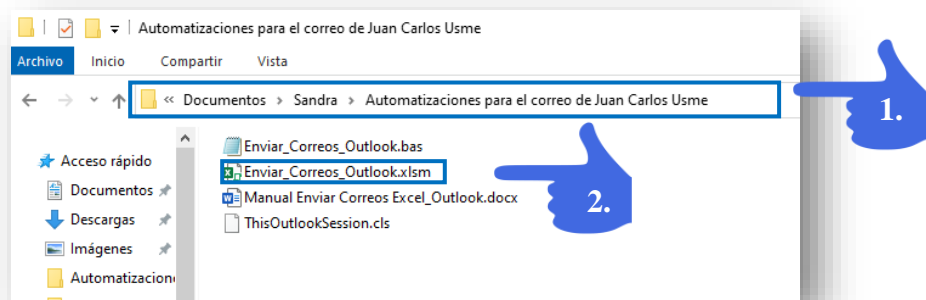 Automatizaciones para el correo de Juan Carlos Usme
Archivo Inicio Compartir Vista
« Documentos > Sandra > Automatizaciones para el correo de Juan Carlos Usme
1.
Acceso rápido
Documentos
Descargas
Imágenes
Automatizacion
Enviar_Correos_Outlook.bas
Enviar_Correos_Outlook.xlsm
Manual Enviar Correos Excel_Outlook.docx
ThisOutlookSession.cls
2.